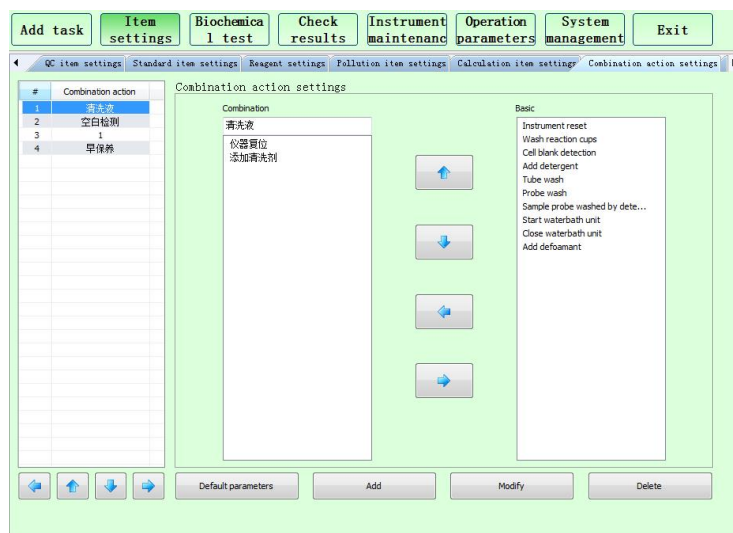 Add task
Item settings
Biochemica l test
Check results
Instrument maintenanc
Operation parameters
System management
Exit
QC item settings
Standard item settings
Reagent settings
Pollution item settings
Calculation item settings
Combination action settings
# Combination action
1 清洗液
2 空白检测
3 1
4 早保养
Combination action settings
Combination
清洗液
仪器复位
添加清洗剂
Basic
Instrument reset
Wash reaction cups
Cell blank detection
Add detergent
Tube wash
Probe wash
Sample probe washed by dete...
Start waterbath unit
Close waterbath unit
Add defoamant
Default parameters
Add
Modify
Delete